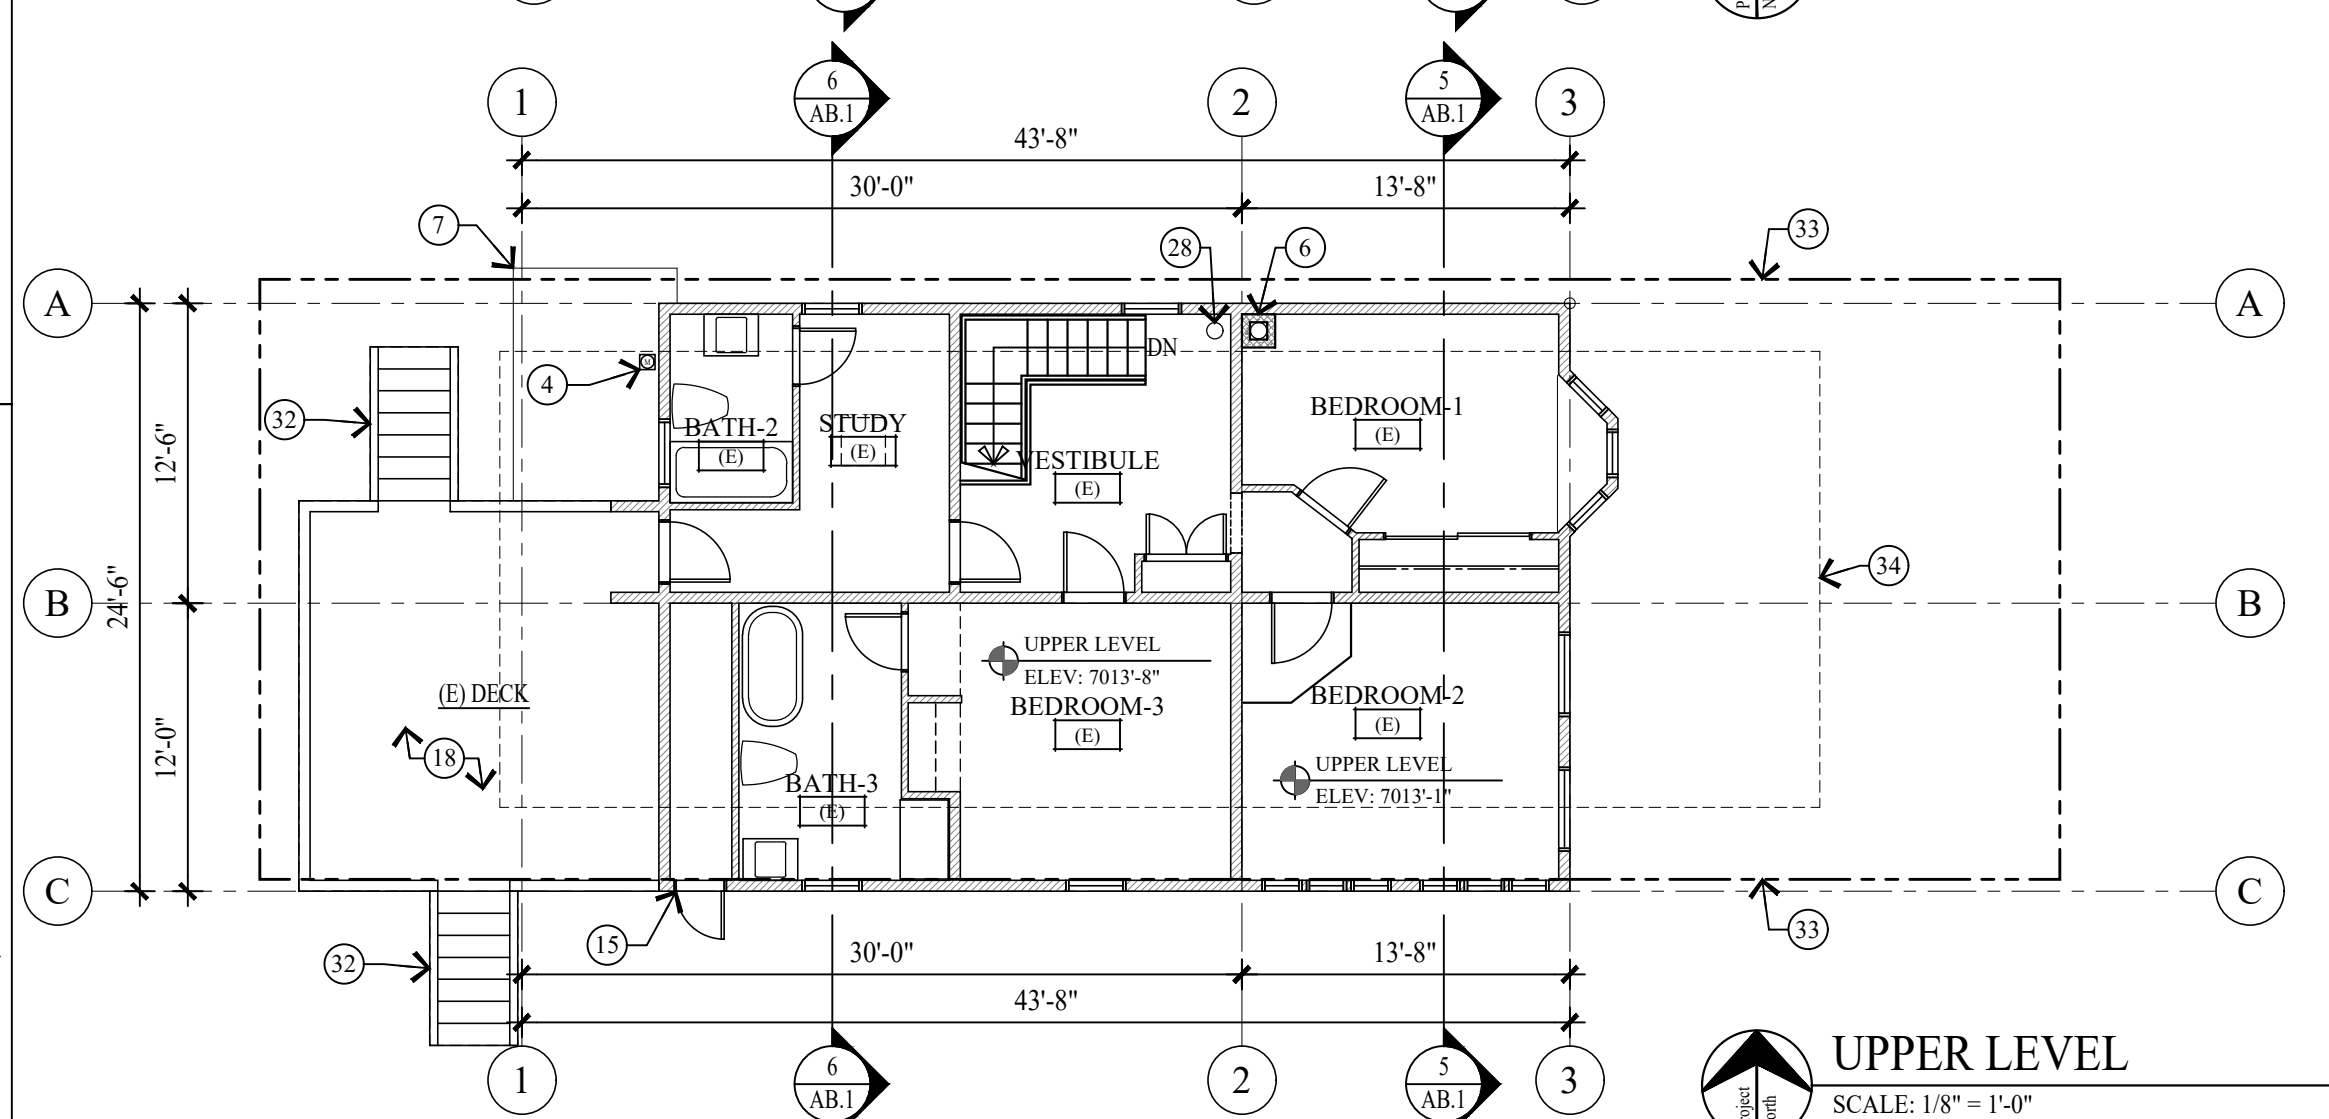 P
N
6
AB.1
5
AB.1
1
2
3
43'-8"
30'-0"
13'-8"
7
28
6
33
A
A
4
DN
32
BEDROOM-1
(E)
BATH-2
(E)
STUDY
(E)
12'-6"
VESTIBULE
(E)
34
24'-6"
B
B
UPPER LEVEL
ELEV: 7013'-8"
(E) DECK
BEDROOM-3
(E)
BEDROOM-2
(E)
12'-0"
18
UPPER LEVEL
ELEV: 7013'-1"
BATH-3
(E)
C
C
15
33
32
30'-0"
13'-8"
43'-8"
1
6
AB.1
2
5
AB.1
3
UPPER LEVEL
SCALE: 1/8" = 1'-0"